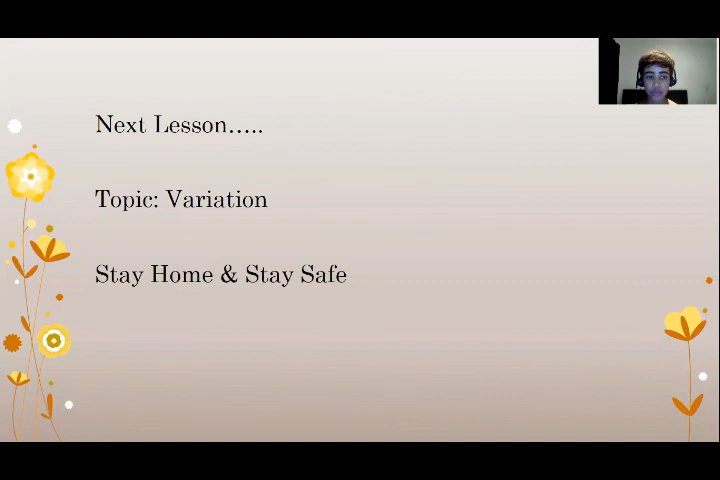 Next Lesson.....
Topic: Variation
Stay Home & Stay Safe